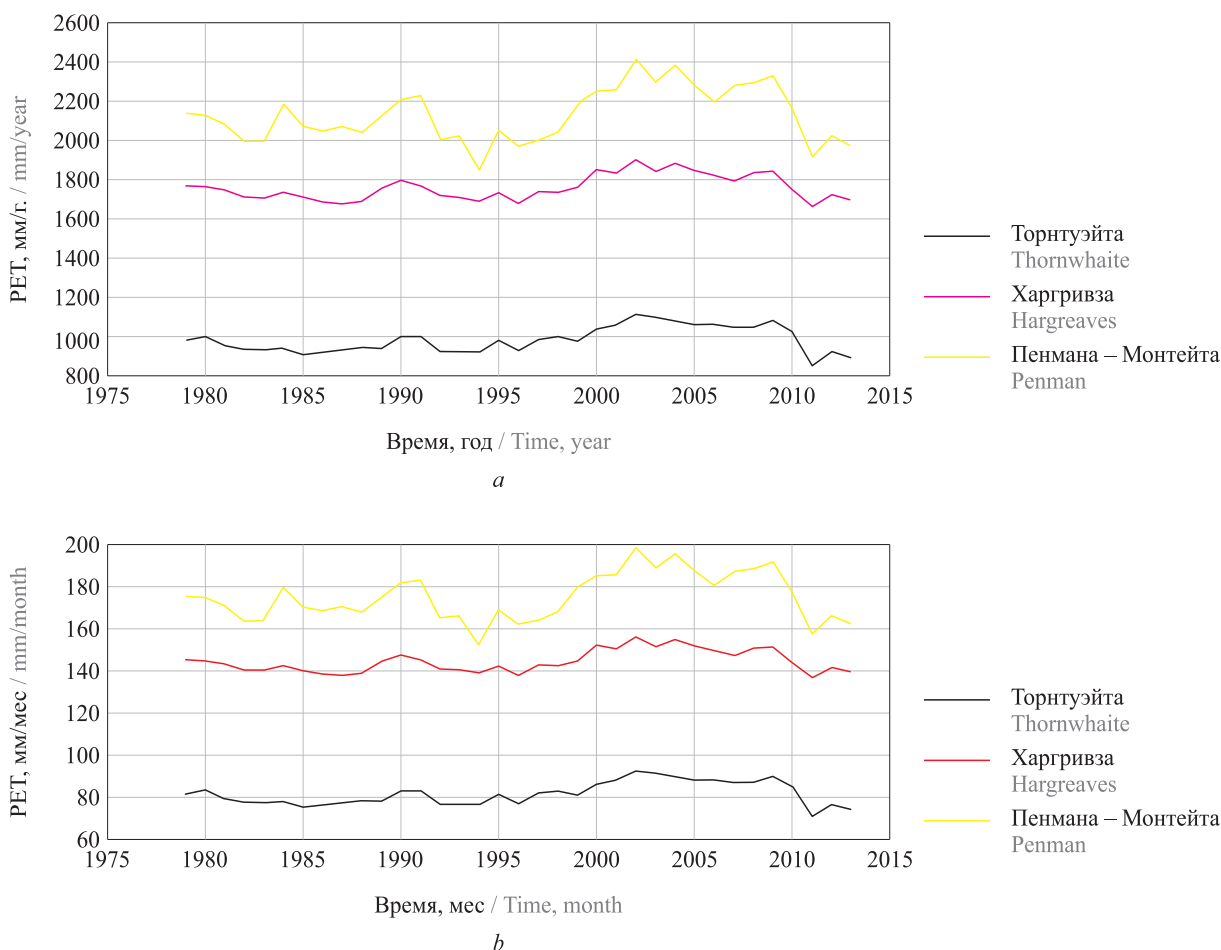 2600
2400
2200
2000
1800
1600
1400
1200
1000
800
PET, мм/г. / mm/year
1975 1980 1985 1990 1995 2000 2005 2010 2015
Время, год / Time, year
a
Торнтуэйта
Thornwhaite
Харгривза
Hargreaves
Пенмана – Монтейта
Penman
200
180
160
140
120
100
80
60
PET, мм/мес / mm/month
1975 1980 1985 1990 1995 2000 2005 2010 2015
Время, мес / Time, month
b
Торнтуэйта
Thornwhaite
Харгривза
Hargreaves
Пенмана – Монтейта
Penman